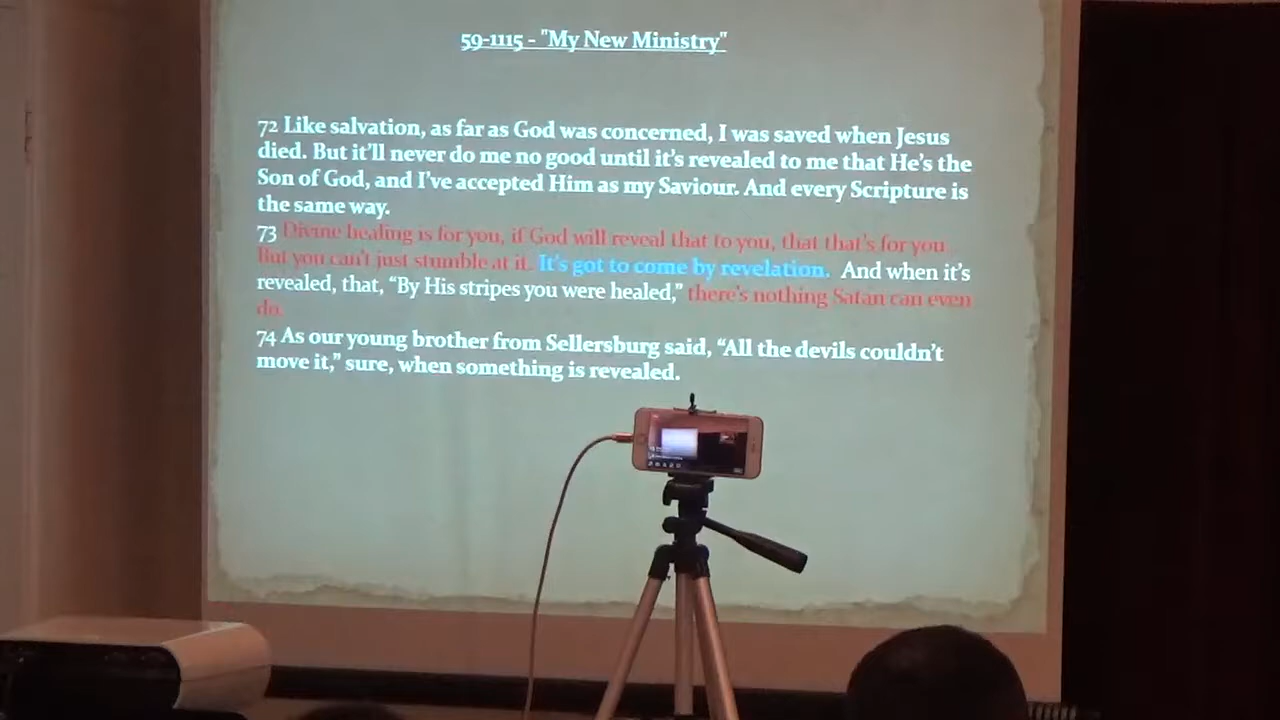 59-1115 - "My New Ministry"
72 Like salvation, as far as God was concerned, I was saved when Jesus
died. But it'll never do me no good until it's revealed to me that He's the
Son of God, and I've accepted Him as my Saviour. And every Scripture is
the same way.
73 Divine healing is for you, if God will reveal that to you, that that's for you.
But you can't just stumble at it. It's got to come by revelation. And when it's
revealed, that, “By His stripes you were healed,” there's nothing Satan can even
do.
74 As our young brother from Sellersburg said, “All the devils couldn't
move it,” sure, when something is revealed.